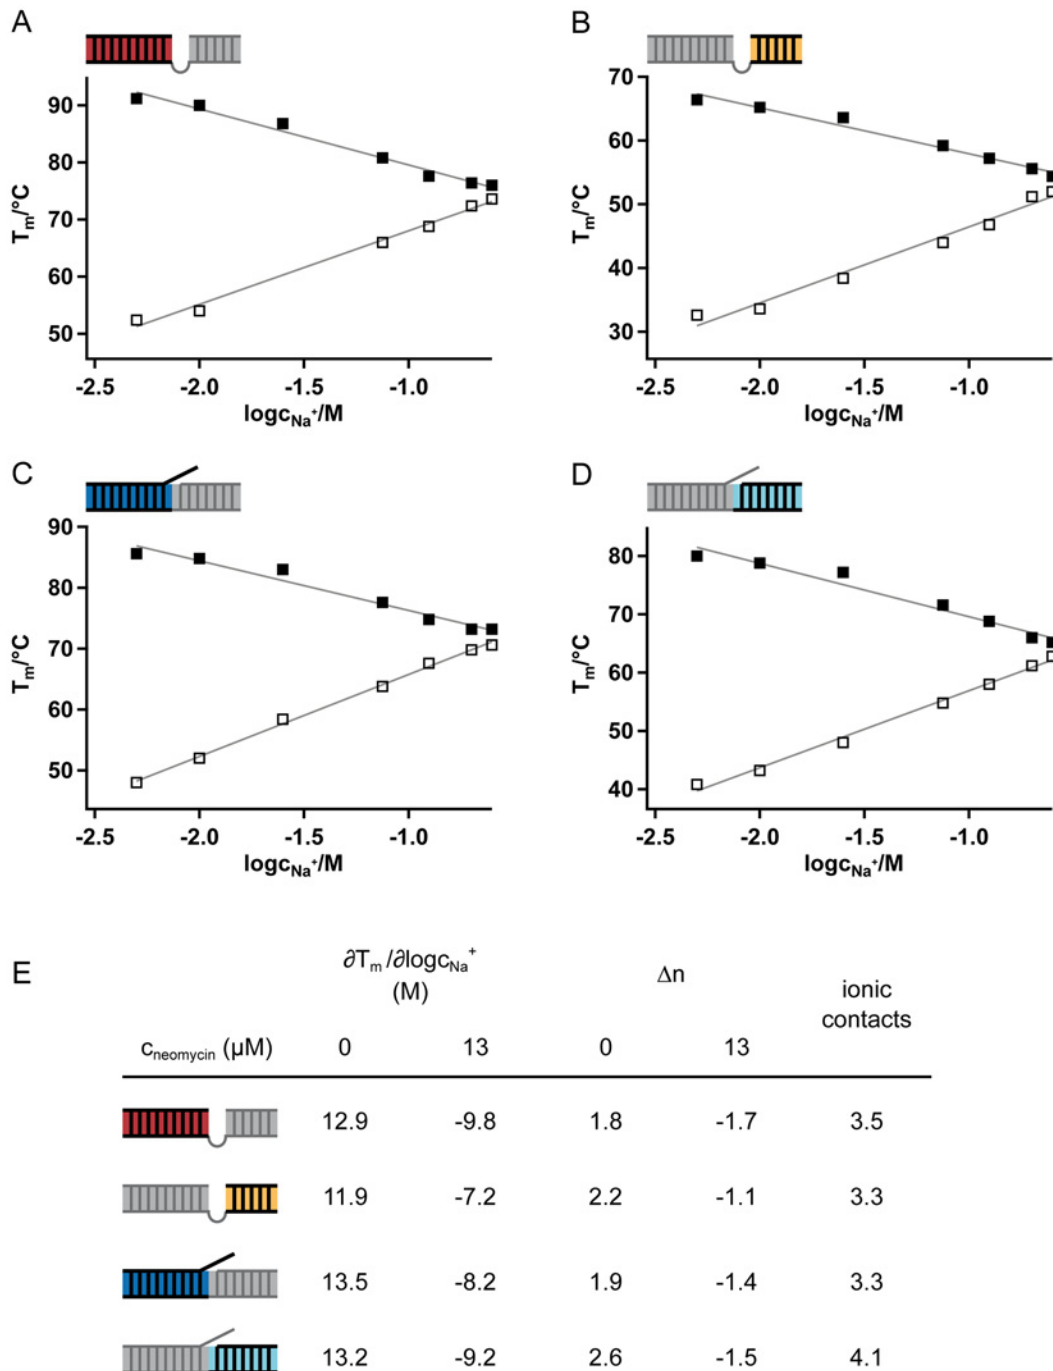 A
90
80
70
60
50
Tm/°C
-2.5 -2.0 -1.5 -1.0
logcNa+/M
B
70
60
50
40
30
Tm/°C
-2.5 -2.0 -1.5 -1.0
logcNa+/M
C
90
80
70
60
50
Tm/°C
-2.5 -2.0 -1.5 -1.0
logcNa+/M
D
80
70
60
50
40
Tm/°C
-2.5 -2.0 -1.5 -1.0
logcNa+/M
E
∂Tm/∂logcNa+
(M)
Δn
ionic
contacts
cneomycin (µM) 0 13 0 13
12.9 -9.8 1.8 -1.7 3.5
11.9 -7.2 2.2 -1.1 3.3
13.5 -8.2 1.9 -1.4 3.3
13.2 -9.2 2.6 -1.5 4.1